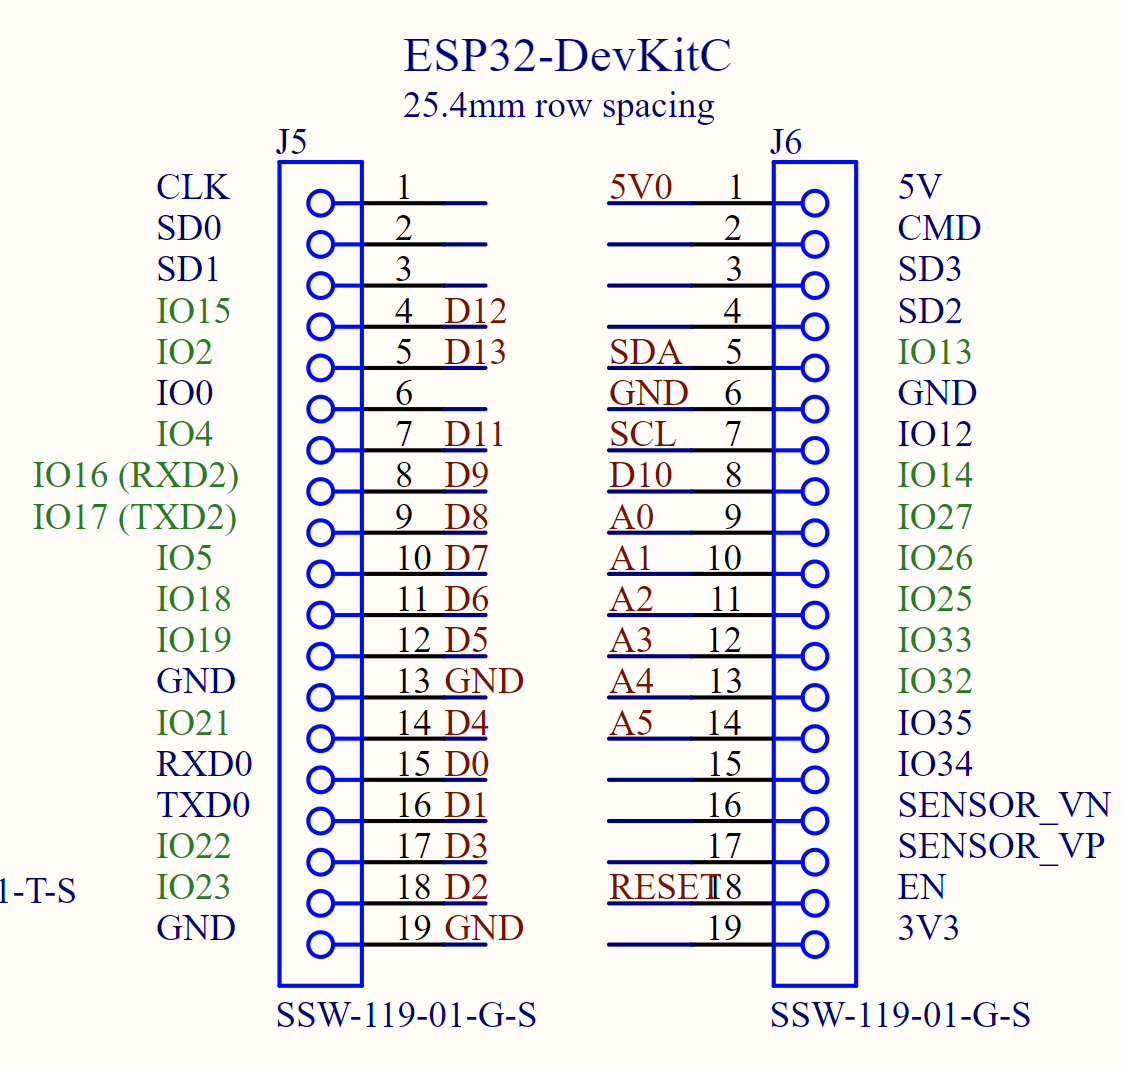 ESP32-DevKitC
25.4mm row spacing
J5 J6
CLK 1 5V0 1 5V
SD0 2 2 CMD
SD1 3 3 SD3
IO15 4 D12 4 SD2
IO2 5 D13 SDA 5 IO13
IO0 6 GND 6 GND
IO4 7 D11 SCL 7 IO12
IO16 (RXD2) 8 D9 D10 8 IO14
IO17 (TXD2) 9 D8 A0 9 IO27
IO5 10 D7 A1 10 IO26
IO18 11 D6 A2 11 IO25
IO19 12 D5 A3 12 IO33
GND 13 GND A4 13 IO32
IO21 14 D4 A5 14 IO35
RXD0 15 D0 15 IO34
TXD0 16 D1 16 SENSOR_VN
IO22 17 D3 17 SENSOR_VP
1-T-S IO23 18 D2 RESET 18 EN
GND 19 GND 19 3V3
SSW-119-01-G-S SSW-119-01-G-S